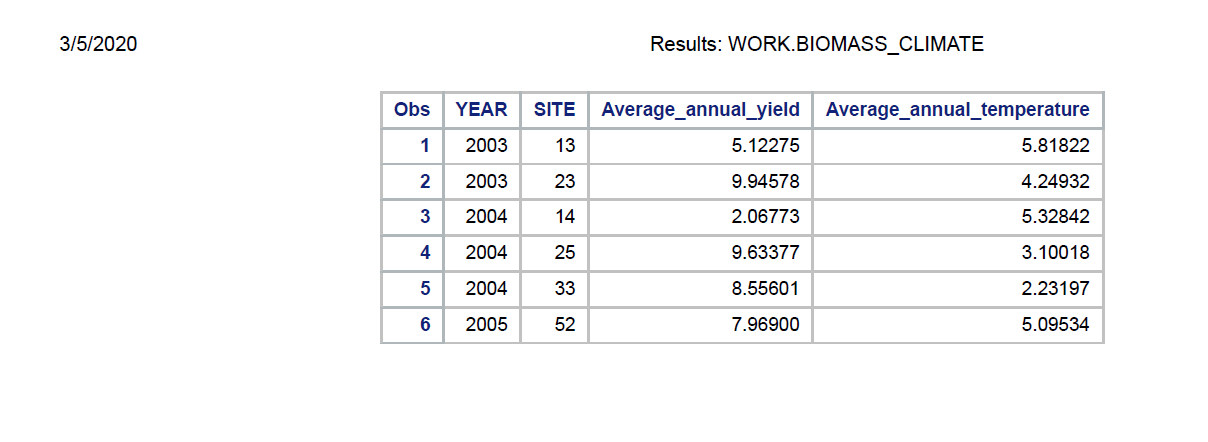 3/5/2020 Results: WORK.BIOMASS_CLIMATE
Obs YEAR SITE Average_annual_yield Average_annual_temperature
1 2003 13 5.12275 5.81822
2 2003 23 9.94578 4.24932
3 2004 14 2.06773 5.32842
4 2004 25 9.63377 3.10018
5 2004 33 8.55601 2.23197
6 2005 52 7.96900 5.09534